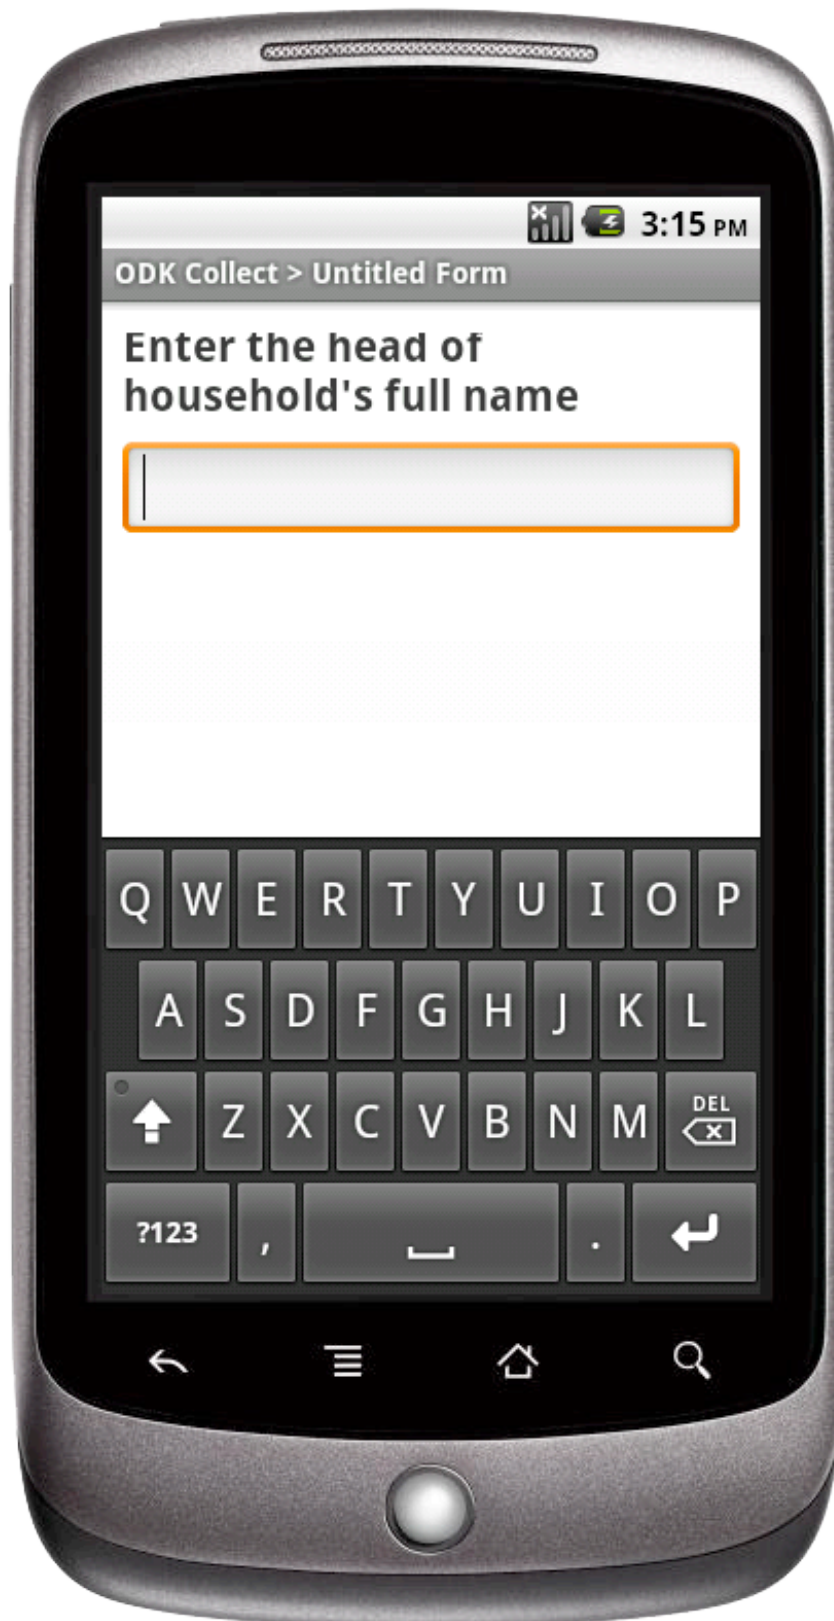 3:15 PM
ODK Collect > Untitled Form
Enter the head of
household's full name
Q W E R T Y U I O P
A S D F G H J K L
Z X C V B N M DEL
?123 , .